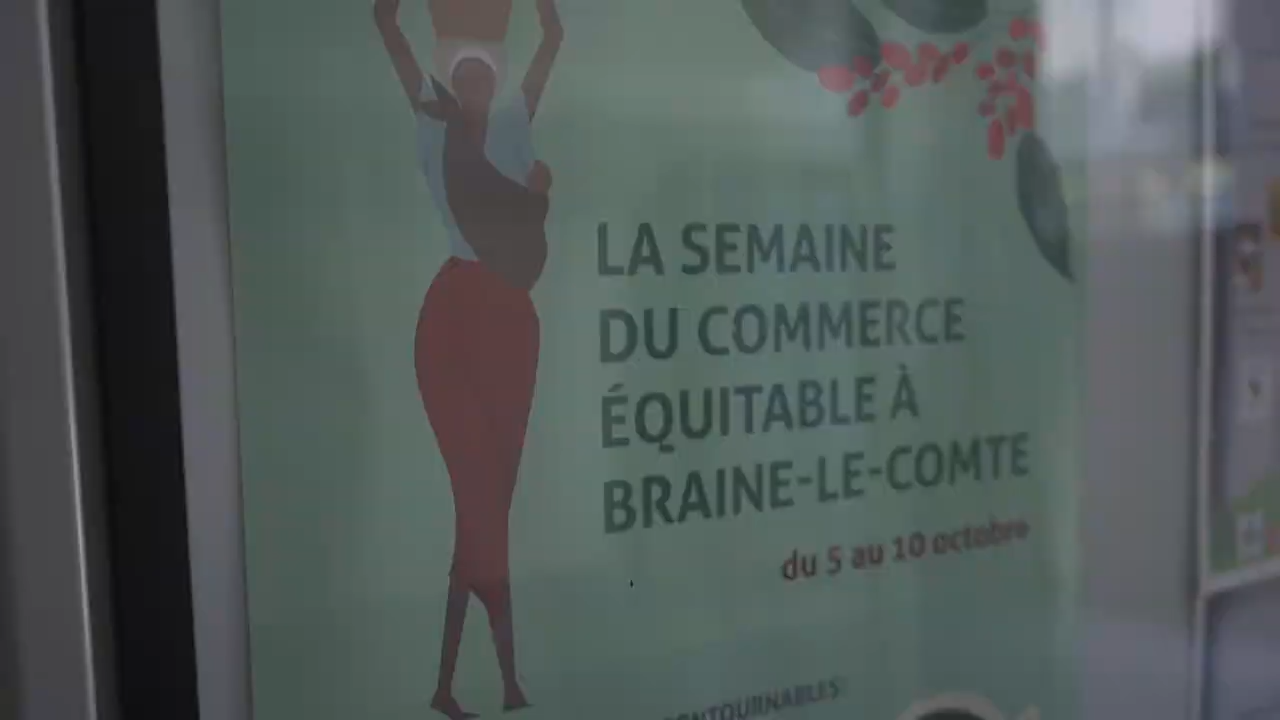 LA SEMAINE
DU COMMERCE
ÉQUITABLE À
BRAINE-LE-COMTE
du 5 au 10 octobre